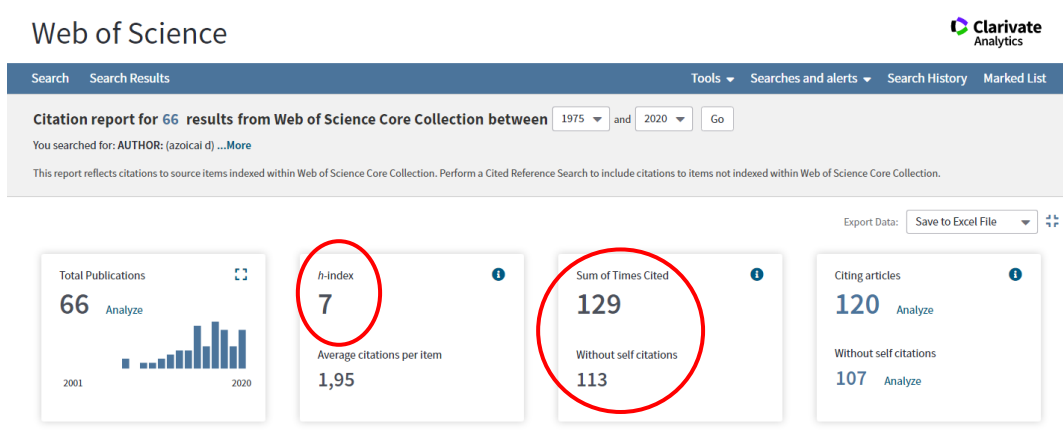 Web of Science
Clarivate
Analytics
Search Search Results Tools Searches and alerts Search History Marked List
Citation report for 66 results from Web of Science Core Collection between 1975 and 2020 Go
You searched for: AUTHOR: (azoicai d) ...More
This report reflects citations to source items indexed within Web of Science Core Collection. Perform a Cited Reference Search to include citations to items not indexed within Web of Science Core Collection.
Export Data: Save to Excel File
Total Publications
66 Analyze
2001 2020
h-index
7
Average citations per item
1,95
Sum of Times Cited
129
Without self citations
113
Citing articles
120 Analyze
Without self citations
107 Analyze